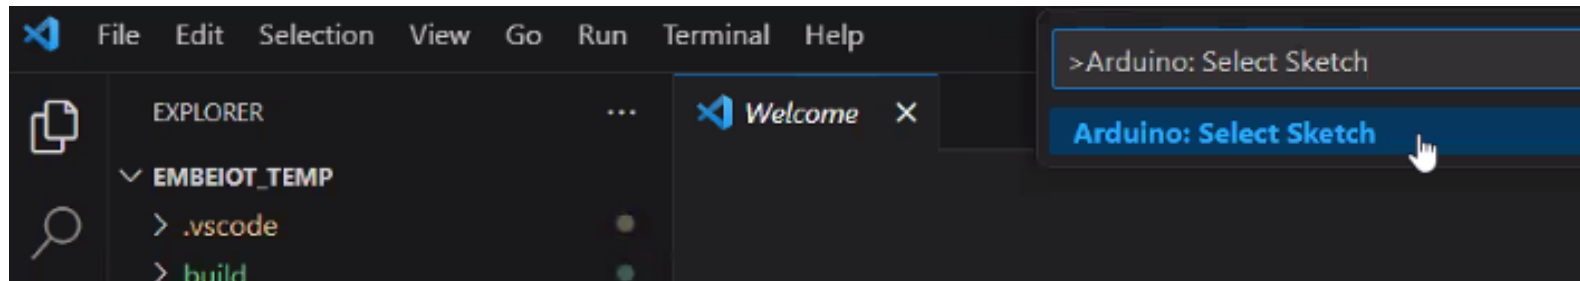 File Edit Selection View Go Run Terminal Help
>Arduino: Select Sketch
Arduino: Select Sketch
EXPLORER ...
Welcome
EMBEIOT_TEMP
.vscode
build